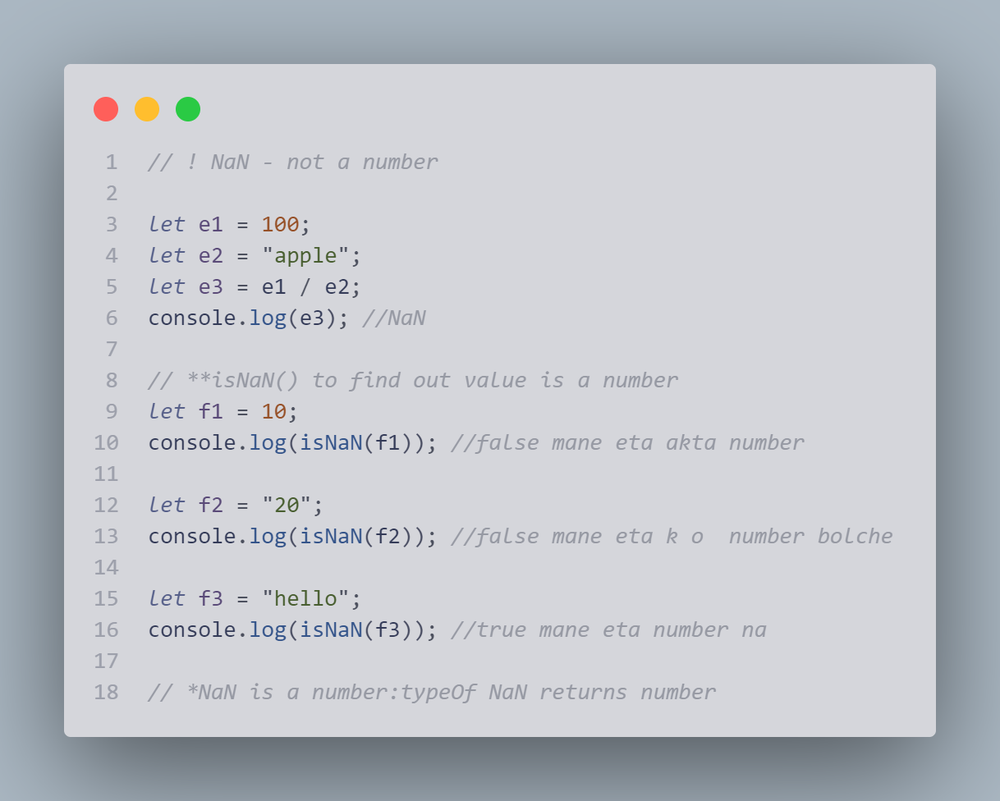 1 // ! NaN - not a number
2
3 let e1 = 100;
4 let e2 = "apple";
5 let e3 = e1 / e2;
6 console.log(e3); //NaN
7
8 // **isNaN() to find out value is a number
9 let f1 = 10;
10 console.log(isNaN(f1)); //false mane eta akta number
11
12 let f2 = "20";
13 console.log(isNaN(f2)); //false mane eta k o  number bolche
14
15 let f3 = "hello";
16 console.log(isNaN(f3)); //true mane eta number na
17
18 // *NaN is a number:typeOf NaN returns number